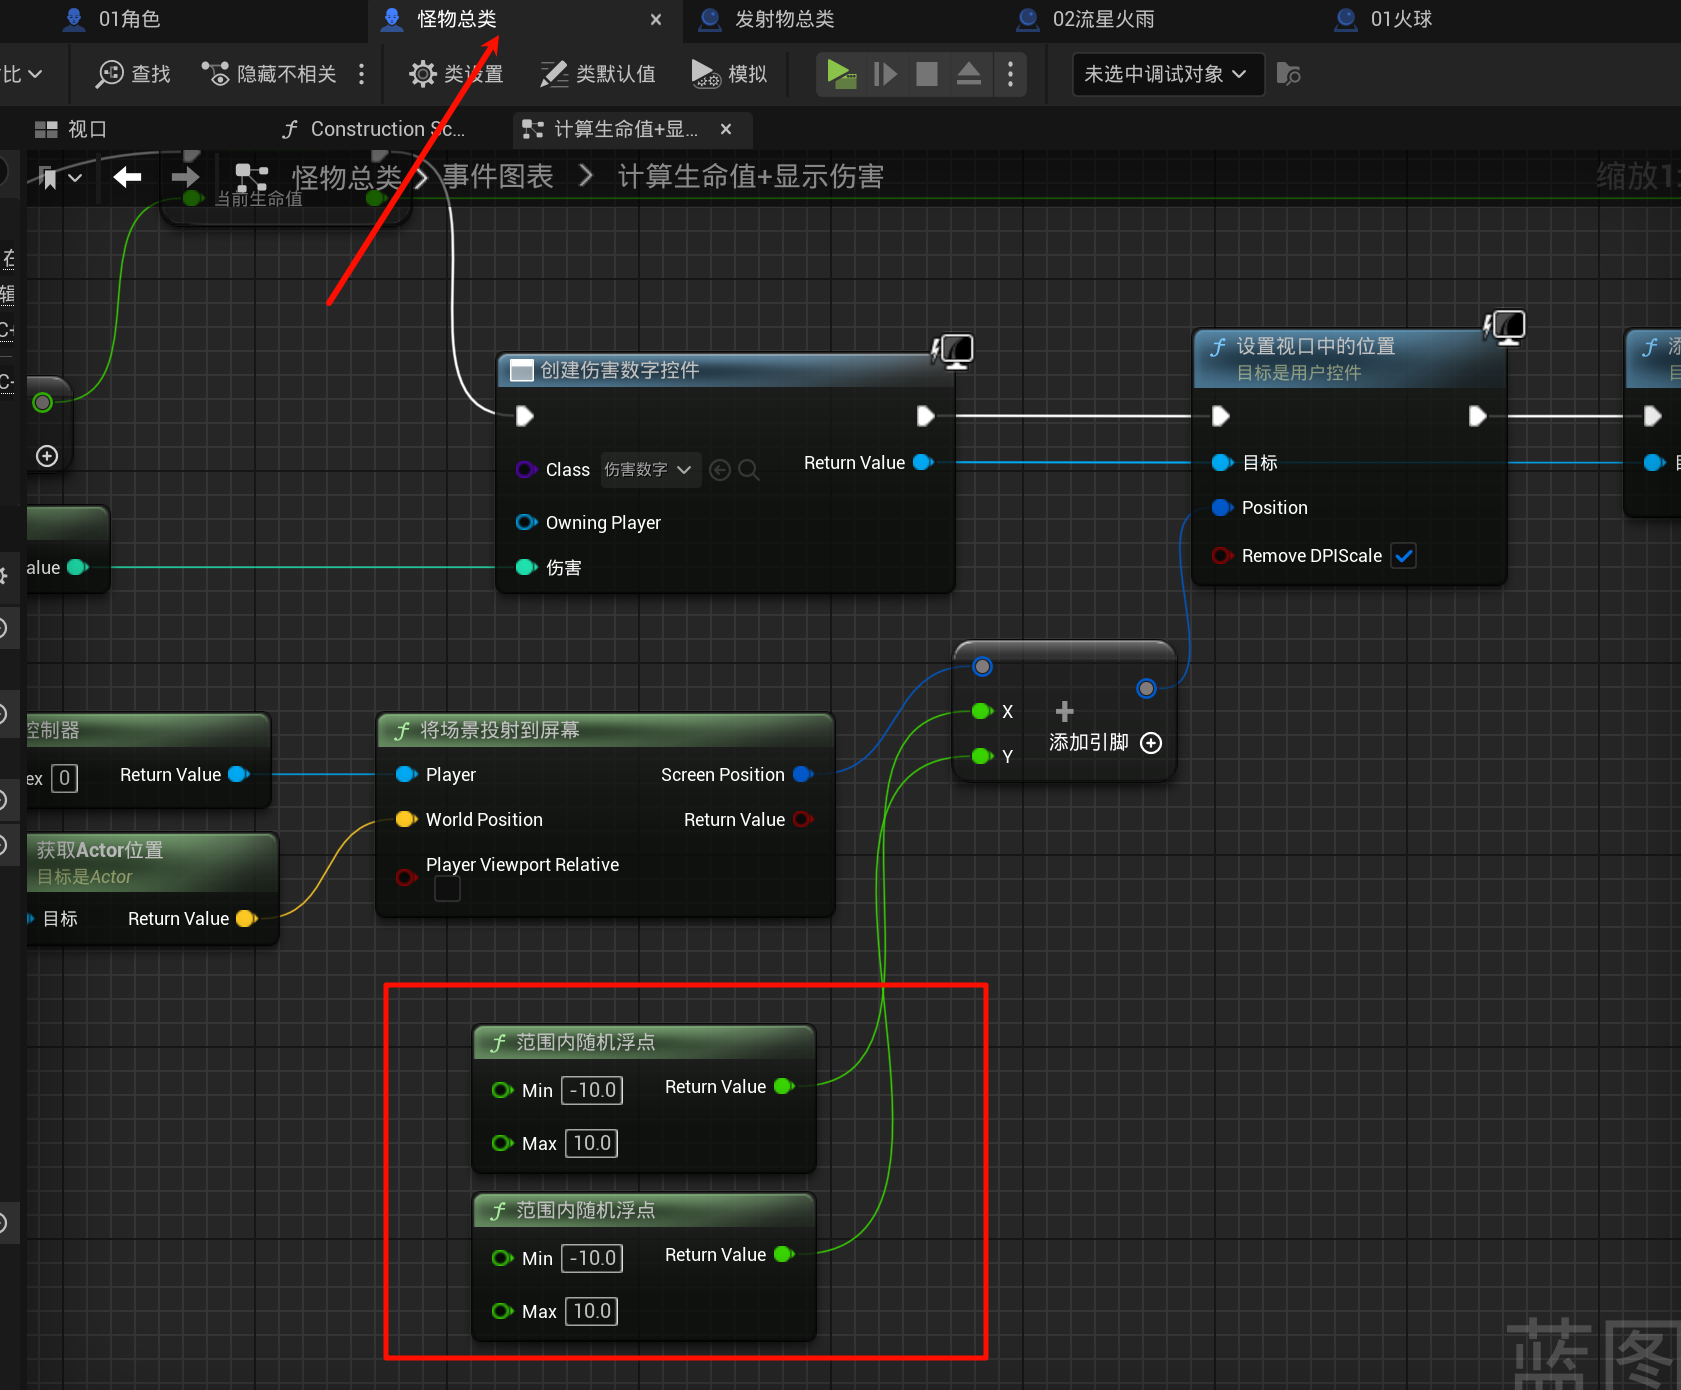 01角色
怪物总类
发射物总类
02流星火雨
01火球
比
查找
隐藏不相关
类设置
类默认值
模拟
未选中调试对象
视口
Construction Sc...
计算生命值+显...
怪物总类 > 事件图表 > 计算生命值+显示伤害
缩放1:
当前生命值
创建伤害数字控件
Class 伤害数字
Return Value
Owning Player
伤害
alue
设置视口中的位置
目标是用户控件
目标
Position
Remove DPIScale
控制器
ex 0
Return Value
将场景投射到屏幕
Player
Screen Position
World Position
Return Value
Player Viewport Relative
获取Actor位置
目标是Actor
目标
Return Value
X
Y
添加引脚
范围内随机浮点
Min -10.0
Return Value
Max 10.0
范围内随机浮点
Min -10.0
Return Value
Max 10.0
蓝图